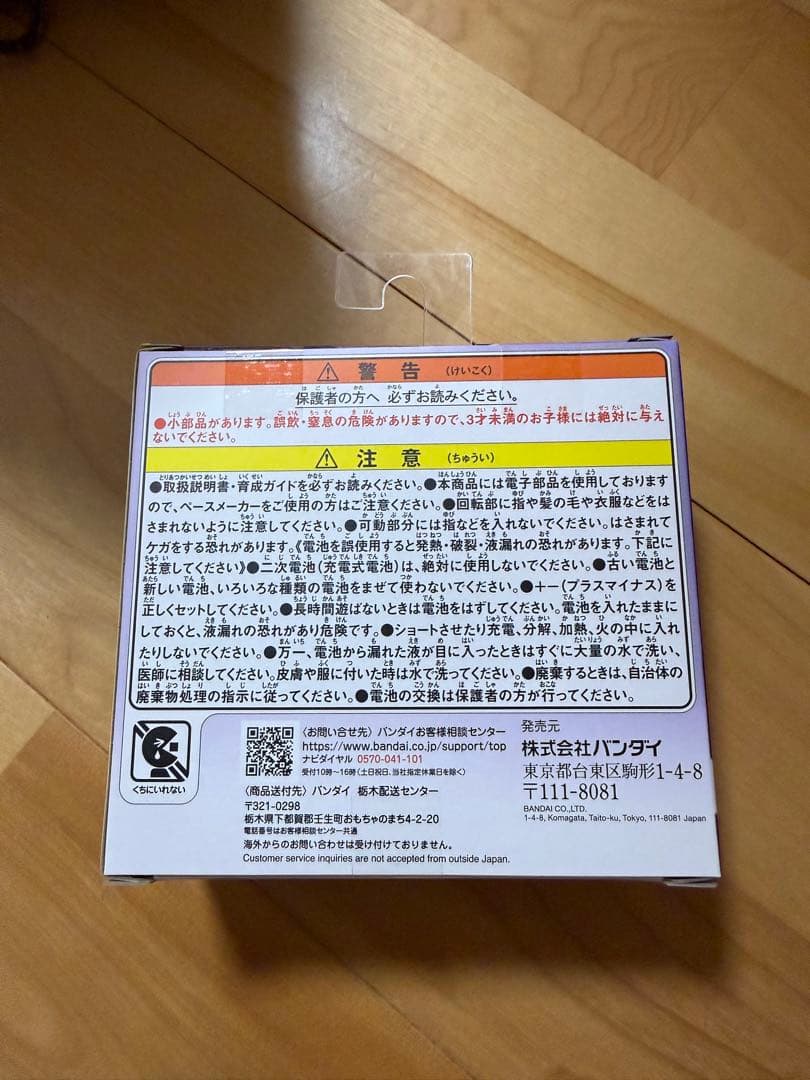 警告（けいこく）
保護者の方へ 必ずお読みください。
●小部品があります。誤飲・窒息の危険がありますので、3才未満のお子様には絶対に与え
ないでください。
注意（ちゅうい）
●取扱説明書・育成ガイドを必ずお読みください。●本商品には電子部品を使用しております
ので、ペースメーカーをご使用の方はご注意ください。●回転部に指や髪の毛や衣服などをは
さまれないように注意してください。●可動部分には指などを入れないでください。はさまれて
ケガをする恐れがあります。《電池を誤使用すると発熱・破裂・液漏れの恐れがあります。下記に
注意してください》●二次電池（充電式電池）は、絶対に使用しないでください。●古い電池と
新しい電池、いろいろな種類の電池をまぜて使わないでください。●＋－（プラスマイナス）を
正しくセットしてください。●長時間遊ばないときは電池をはずしてください。電池を入れたままに
しておくと、液漏れの恐れがあり危険です。●ショートさせたり充電、分解、加熱、火の中に入れ
たりしないでください。●万一、電池から漏れた液が目に入ったときはすぐに大量の水で洗い、
医師に相談してください。皮膚や服に付いた時は水で洗ってください。●廃棄するときは、自治体の
廃棄物処理の指示に従ってください。●電池の交換は保護者の方が行ってください。
くちにいれない
〈お問い合せ先〉バンダイお客様相談センター
https://www.bandai.co.jp/support/top
ナビダイヤル 0570-041-101
受付10時～16時（土日祝日、当社指定休業日を除く）
〈商品送付先〉バンダイ 栃木配送センター
〒321-0298
栃木県下都賀郡壬生町おもちゃのまち4-2-20
電話番号はお客様相談センター共通
海外からのお問い合わせは受け付けておりません。
Customer service inquiries are not accepted from outside Japan.
発売元
株式会社バンダイ
東京都台東区駒形1-4-8
〒111-8081
BANDAI CO.,LTD.
1-4-8, Komagata, Taito-ku, Tokyo, 111-8081 Japan